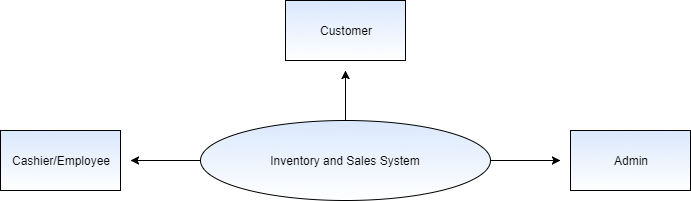 Customer
Cashier/Employee
Inventory and Sales System
Admin